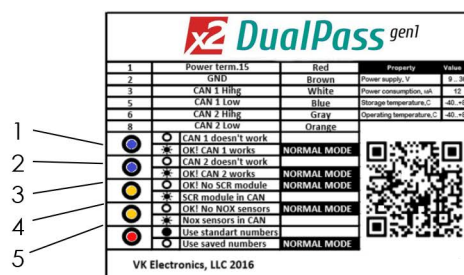 x2 DualPass gen1
1 Power term.15 Red
2 GND Brown
3 CAN 1 Hihg White
5 CAN 1 Low Blue
6 CAN 2 Hihg Gray
8 CAN 2 Low Orange
Property Value
Power supply, V 9 ..
Power consumption, 12
Storage temperature,C -40..
Operating temperature,C -40..
1 CAN 1 doesn't work
OK! CAN 1 works NORMAL MODE
2 CAN 2 doesn't work
OK! CAN 2 works NORMAL MODE
3 OK! No SCR module NORMAL MODE
SCR module in CAN
4 OK! No NOX sensors NORMAL MODE
Nox sensors in CAN
5 Use standart numbers
Use saved numbers NORMAL MODE
VK Electronics, LLC 2016